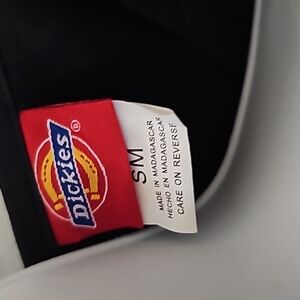 Dickies
®
SM
MADE IN MADAGASCAR
HECHO EN MADAGASCAR
CARE ON REVERSE